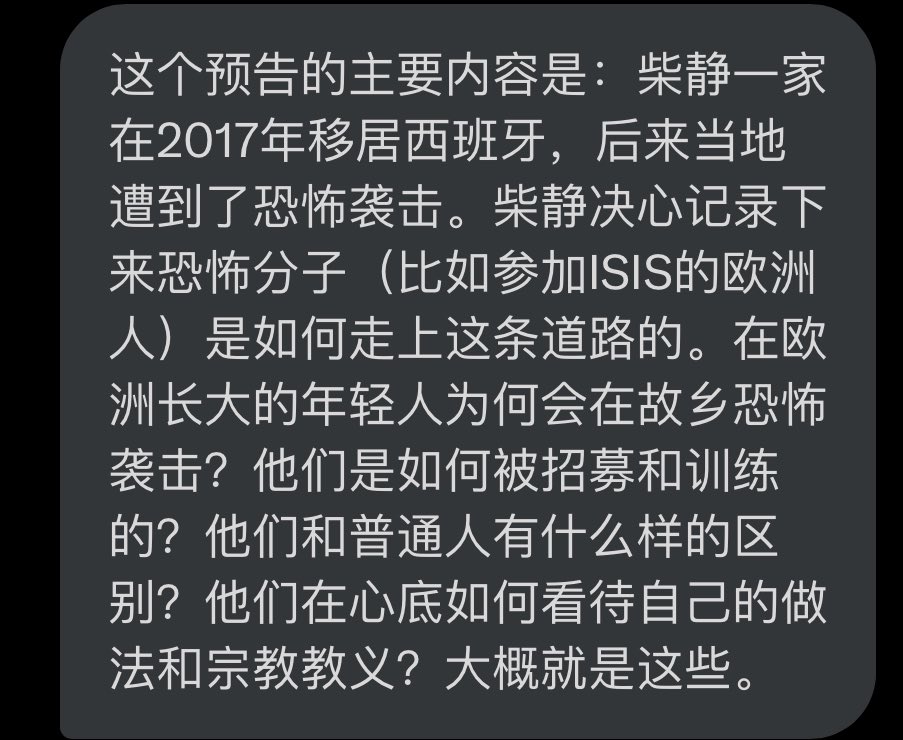 这个预告的主要内容是：柴静一家
在2017年移居西班牙，后来当地
遭到了恐怖袭击。柴静决心记录下
来恐怖分子（比如参加ISIS的欧洲
人）是如何走上这条道路的。在欧
洲长大的年轻人为何会在故乡恐怖
袭击？他们是如何被招募和训练
的？他们和普通人有什么样的区
别？他们在心底如何看待自己的做
法和宗教教义？大概就是这些。